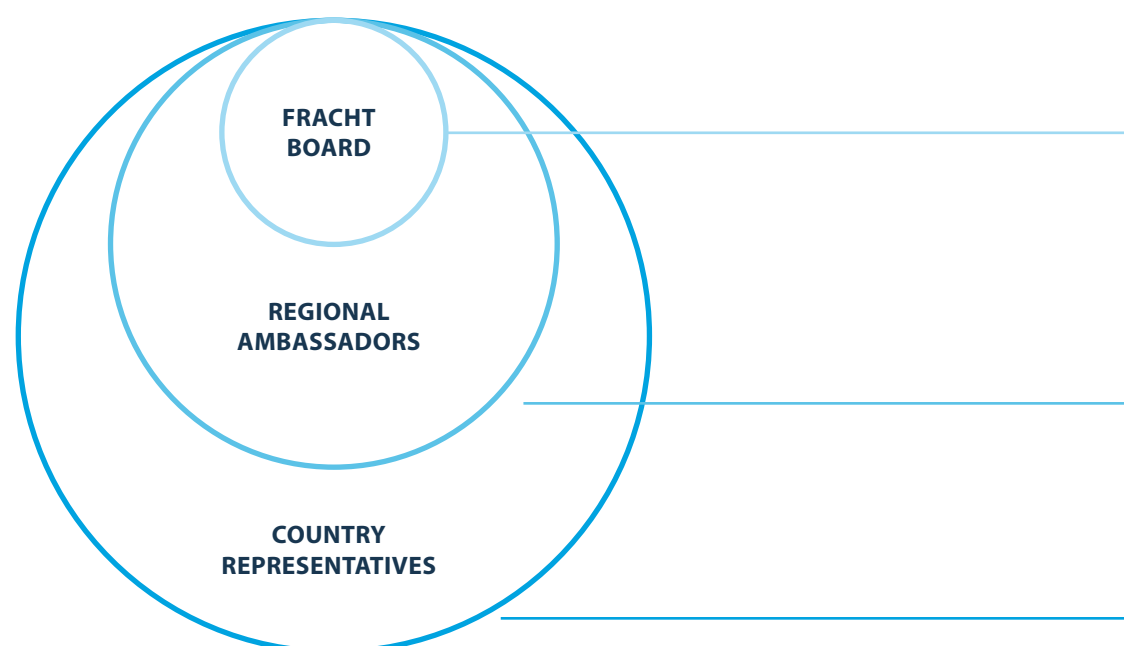 FRACHT
BOARD
REGIONAL
AMBASSADORS
COUNTRY
REPRESENTATIVES